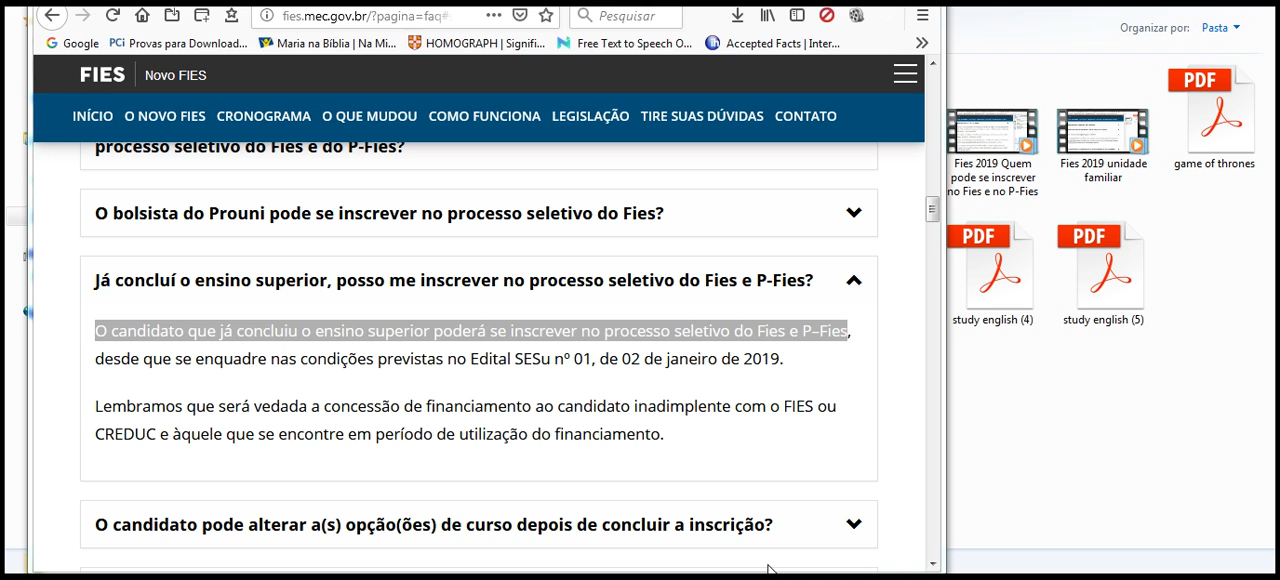 fies.mec.gov.br/?pagina=faq#
Pesquisar
Google
Provas para Download...
Maria na Bíblia | Na Mi...
HOMOGRAPH | Signifi...
Free Text to Speech O...
Accepted Facts | Inter...
FIES
Novo FIES
INÍCIO
O NOVO FIES
CRONOGRAMA
O QUE MUDOU
COMO FUNCIONA
LEGISLAÇÃO
TIRE SUAS DÚVIDAS
CONTATO
processo seletivo do Fies e do P-Fies?
O bolsista do Prouni pode se inscrever no processo seletivo do Fies?
Já concluí o ensino superior, posso me inscrever no processo seletivo do Fies e P-Fies?
O candidato que já concluiu o ensino superior poderá se inscrever no processo seletivo do Fies e P–Fies,
desde que se enquadre nas condições previstas no Edital SESu nº 01, de 02 de janeiro de 2019.
Lembramos que será vedada a concessão de financiamento ao candidato inadimplente com o FIES ou
CREDUC e àquele que se encontre em período de utilização do financiamento.
O candidato pode alterar a(s) opção(ões) de curso depois de concluir a inscrição?
Organizar por:
Pasta
Fies 2019 Quem
pode se inscrever
no Fies e no P-Fies
Fies 2019 unidade
familiar
PDF
game of thrones
PDF
study english (4)
PDF
study english (5)